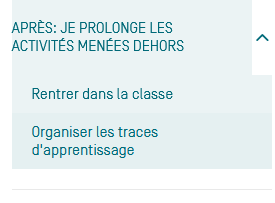 APRÈS: JE PROLONGE LES
ACTIVITÉS MENÉES DEHORS
Rentrer dans la classe
Organiser les traces
d'apprentissage